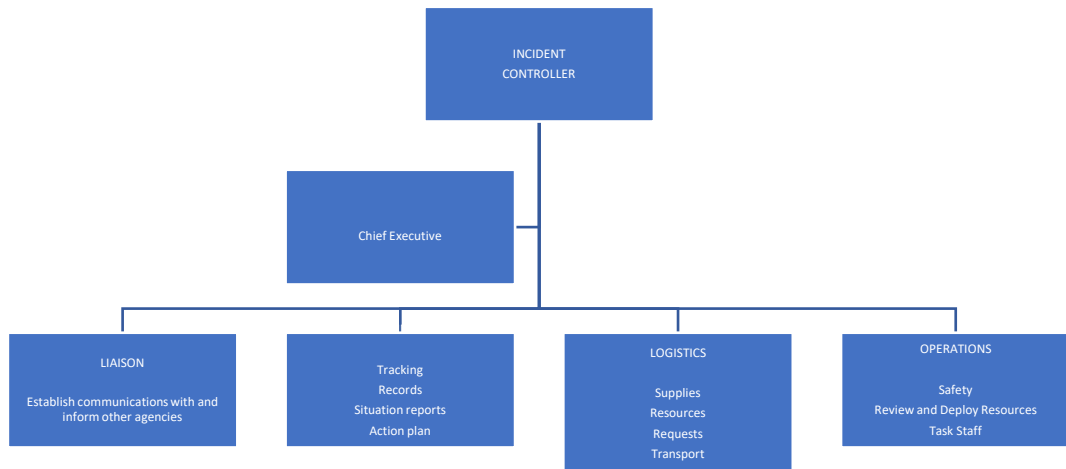 INCIDENT
CONTROLLER
Chief Executive
LIAISON
Establish communications with and
inform other agencies
Tracking
Records
Situation reports
Action plan
LOGISTICS
Supplies
Resources
Requests
Transport
OPERATIONS
Safety
Review and Deploy Resources
Task Staff